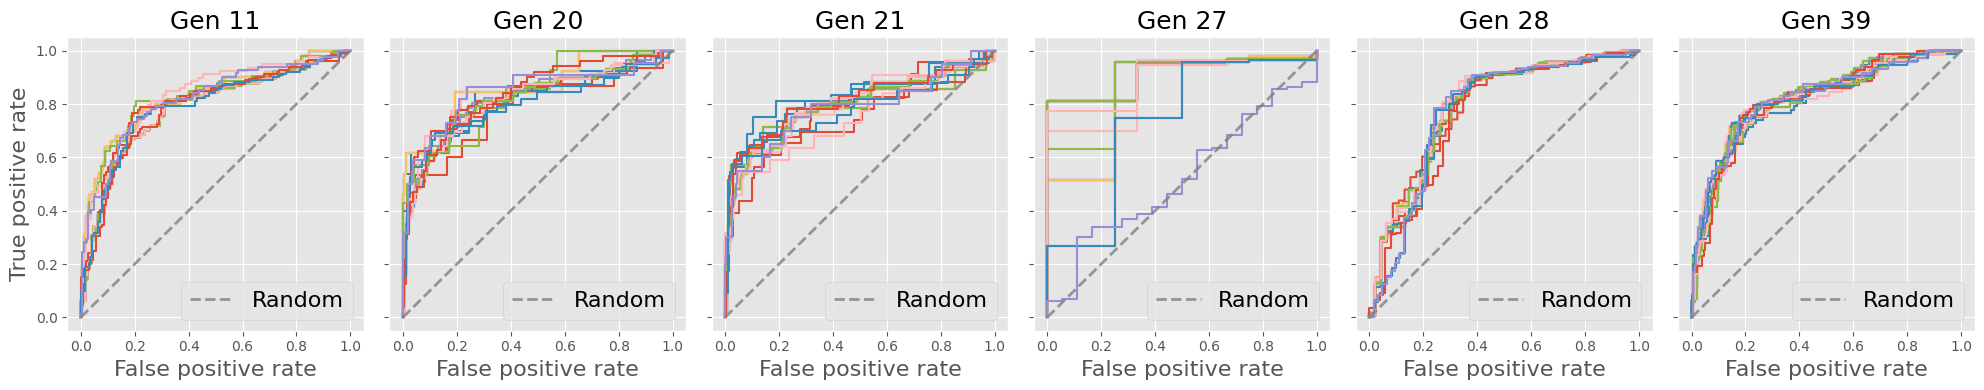 Gen 11
Gen 20
Gen 21
Gen 27
Gen 28
Gen 39
True positive rate
1.0
0.8
0.6
0.4
0.2
0.0
Random
Random
Random
Random
Random
Random
0.0 0.2 0.4 0.6 0.8 1.0
0.0 0.2 0.4 0.6 0.8 1.0
0.0 0.2 0.4 0.6 0.8 1.0
0.0 0.2 0.4 0.6 0.8 1.0
0.0 0.2 0.4 0.6 0.8 1.0
0.0 0.2 0.4 0.6 0.8 1.0
False positive rate
False positive rate
False positive rate
False positive rate
False positive rate
False positive rate